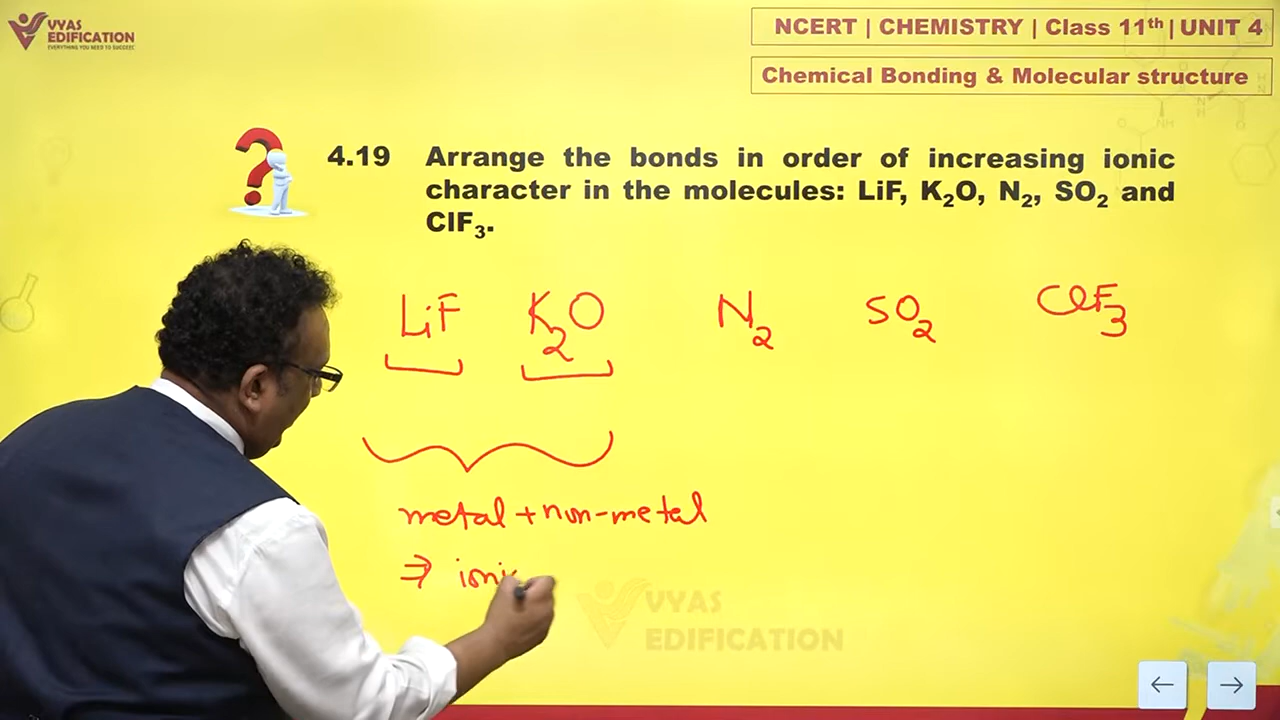 VYAS
EDIFICATION
EVERYTHING YOU NEED TO SUCCEED
NCERT | CHEMISTRY | Class 11th | UNIT 4
Chemical Bonding & Molecular structure
4.19 Arrange the bonds in order of increasing ionic
character in the molecules: LiF, K₂O, N₂, SO₂ and
ClF₃.
LiF K₂O N₂ SO₂ ClF₃
metal + non-metal
⇒ ionic
VYAS
EDIFICATION